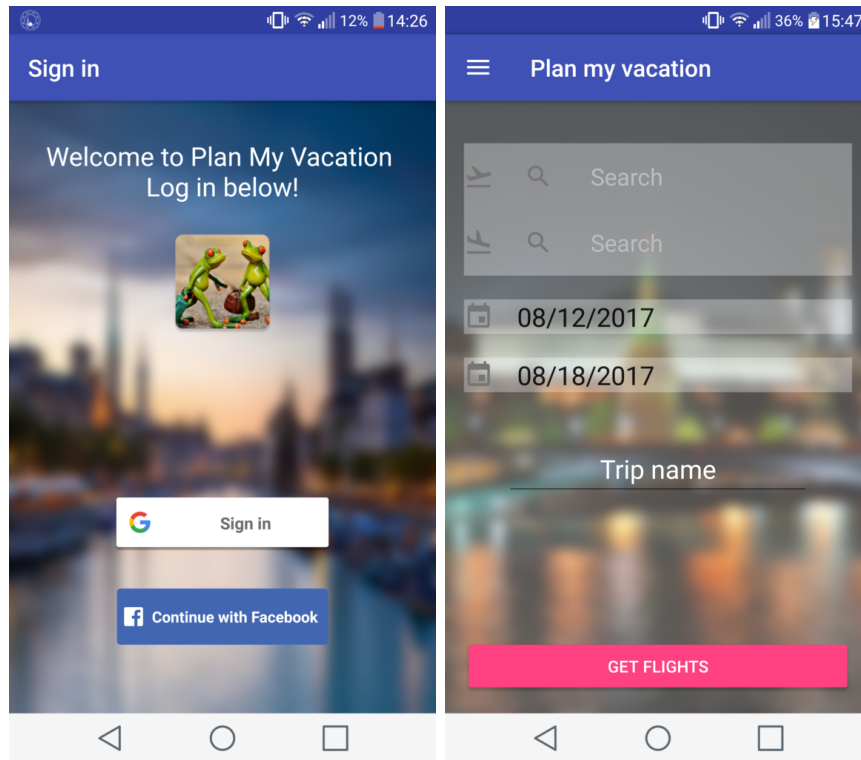 12% 14:26
Sign in
Welcome to Plan My Vacation
Log in below!
Sign in
Continue with Facebook
36% 15:47
Plan my vacation
Search
Search
08/12/2017
08/18/2017
Trip name
GET FLIGHTS